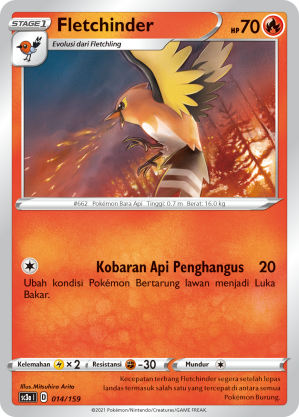 STAGE 1
Fletchinder
HP 70
Evolusi dari Fletchling
#662 Pokémon Bara Api Tinggi: 0.7 m Berat: 16.0 kg
Kobaran Api Penghangus 20
Ubah kondisi Pokémon Bertarung lawan menjadi Luka
Bakar.
Kelemahan × 2 Resistansi -30 Mundur
Kecepatan terbang Fletchinder segera setelah lepas
landas termasuk salah satu yang tercepat di antara
Pokémon Burung.
Illus. Mitsuhiro Arita
sc3a I D 014/159
©2021 Pokémon/Nintendo/Creatures/GAME FREAK.